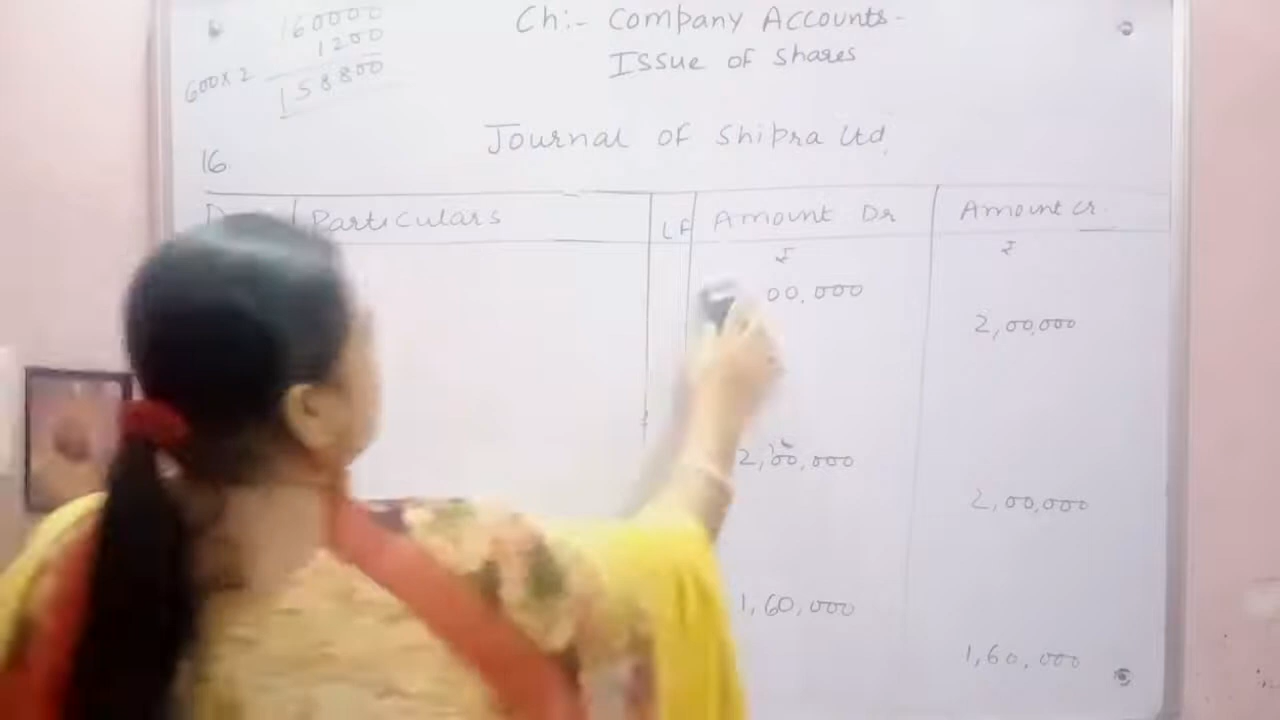 160000
1200
600x2
158800
Ch:- Company Accounts-
Issue of shares
Journal of Shipra Ltd.
16
Particulars LF Amount Dr Amount Cr.
₹ ₹
00,000
2,00,000
2,00,000
2,00,000
1,60,000
1,60,000